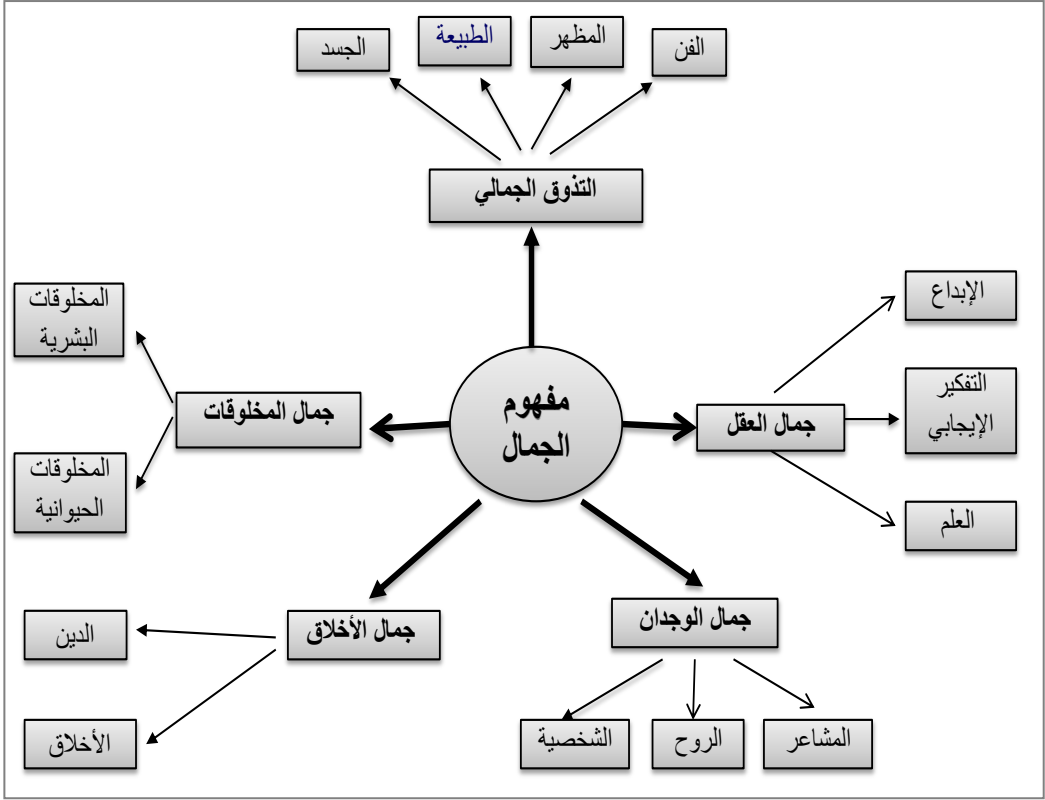 الفن
المظهر
الطبيعة
الجسد
التذوق الجمالي
الإبداع
المخلوقات
البشرية
التفكير
الإيجابي
مفهوم
الجمال
جمال المخلوقات
جمال العقل
المخلوقات
الحيوانية
العلم
جمال الوجدان
جمال الأخلاق
الدين
المشاعر
الروح
الشخصية
الأخلاق